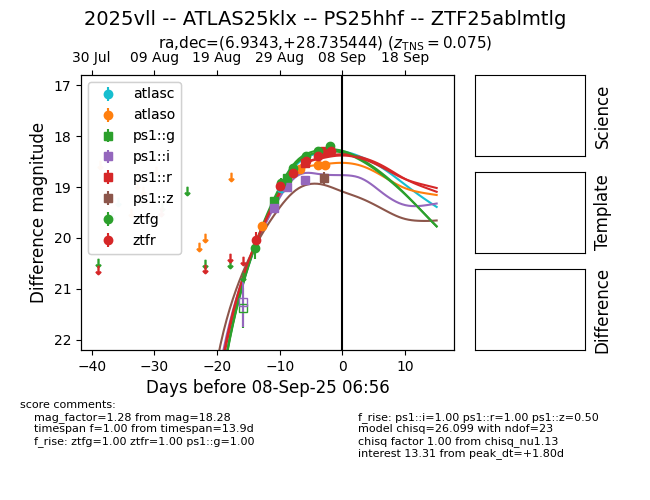 2025vll -- ATLAS25klx -- PS25hhf -- ZTF25ablmtlg
ra,dec=(6.9343,+28.735444) (z_TNS = 0.075)
30 Jul 09 Aug 19 Aug 29 Aug 08 Sep 18 Sep
17
18
19
20
21
22
Difference magnitude
atlasc
atlaso
ps1::g
ps1::i
ps1::r
ps1::z
ztfg
ztfr
−40 −30 −20 −10 0 10
Days before 08-Sep-25 06:56
Science
Template
Difference
score comments:
mag_factor=1.28 from mag=18.28
timespan f=1.00 from timespan=13.9d
f_rise: ztfg=1.00 ztfr=1.00 ps1::g=1.00
f_rise: ps1::i=1.00 ps1::r=1.00 ps1::z=0.50
model chisq=26.099 with ndof=23
chisq factor 1.00 from chisq_nu1.13
interest 13.31 from peak_dt=+1.80d